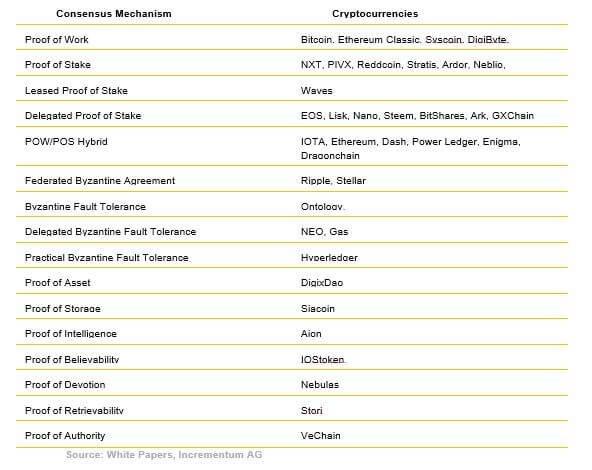 Consensus Mechanism Cryptocurrencies
Proof of Work Bitcoin, Ethereum Classic, Syscoin, DigiByte,
Proof of Stake NXT, PIVX, Reddcoin, Stratis, Ardor, Neblio,
Leased Proof of Stake Waves
Delegated Proof of Stake EOS, Lisk, Nano, Steem, BitShares, Ark, GXChain
POW/POS Hybrid IOTA, Ethereum, Dash, Power Ledger, Enigma,
Dragonchain
Federated Byzantine Agreement Ripple, Stellar
Byzantine Fault Tolerance Ontology,
Delegated Byzantine Fault Tolerance NEO, Gas
Practical Byzantine Fault Tolerance Hyperledger
Proof of Asset DigixDao
Proof of Storage Siacoin
Proof of Intelligence Aion
Proof of Believability IOStoken
Proof of Devotion Nebulas
Proof of Retrievability Storj
Proof of Authority VeChain
Source: White Papers, Incrementum AG